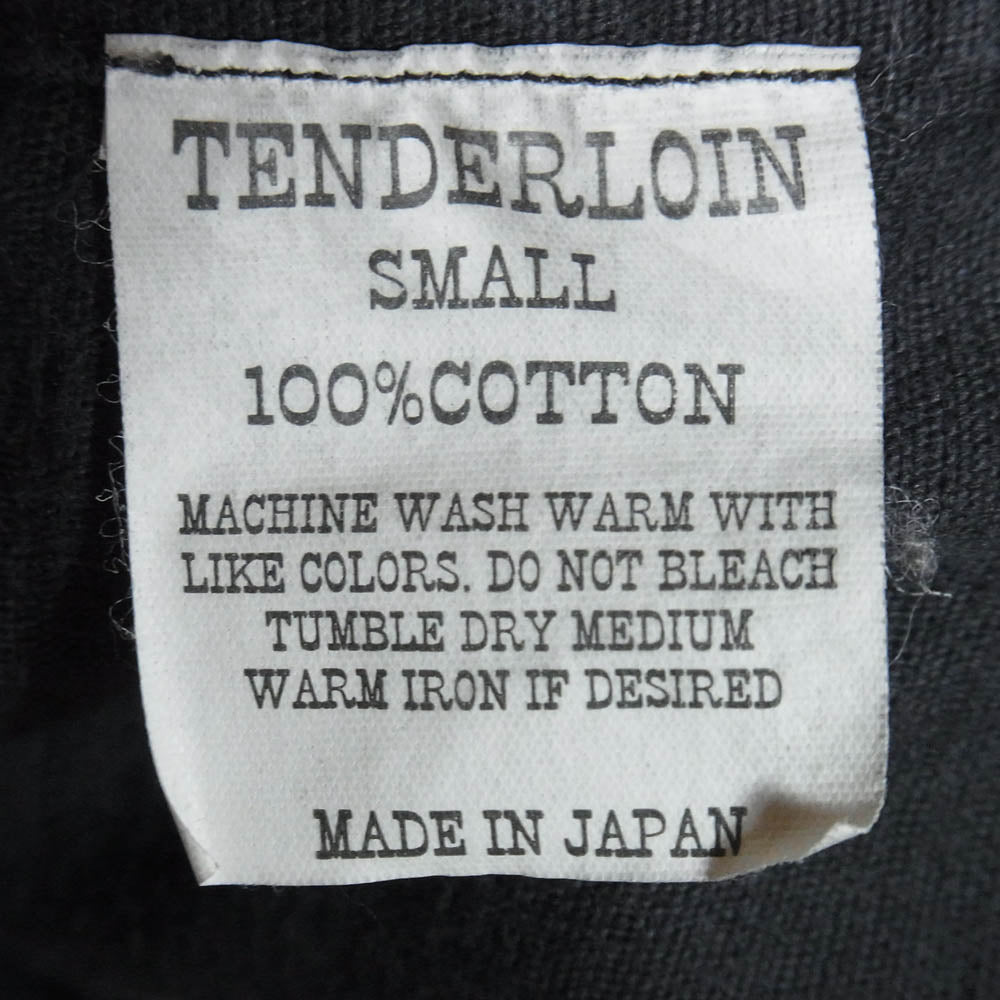 TENDERLOIN
SMALL
100%COTTON
MACHINE WASH WARM WITH
LIKE COLORS. DO NOT BLEACH
TUMBLE DRY MEDIUM
WARM IRON IF DESIRED
MADE IN JAPAN